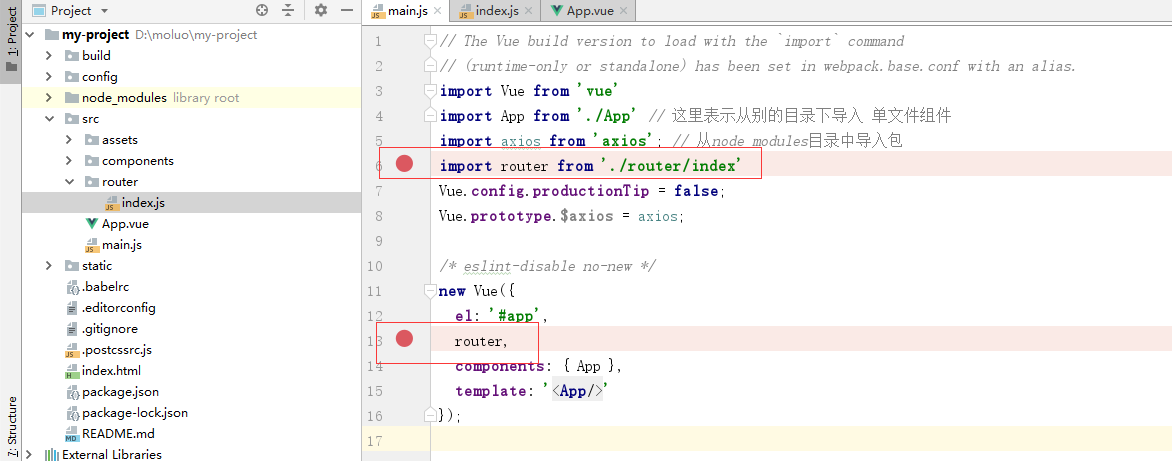 1: Project
Project
main.js
index.js
App.vue
my-project D:\moluo\my-project
build
config
node_modules library root
src
assets
components
router
index.js
App.vue
main.js
static
.babelrc
.editorconfig
.gitignore
.postcssrc.js
index.html
package.json
package-lock.json
README.md
External Libraries
Z: Structure
1 // The Vue build version to load with the `import` command
2 // (runtime-only or standalone) has been set in webpack.base.conf with an alias.
3 import Vue from 'vue'
4 import App from './App' // 这里表示从别的目录下导入 单文件组件
5 import axios from 'axios'; // 从node_modules目录中导入包
6 import router from './router/index'
7 Vue.config.productionTip = false;
8 Vue.prototype.$axios = axios;
9
10 /* eslint-disable no-new */
11 new Vue({
12 el: '#app',
13 router,
14 components: { App },
15 template: '<App/>'
16 });
17